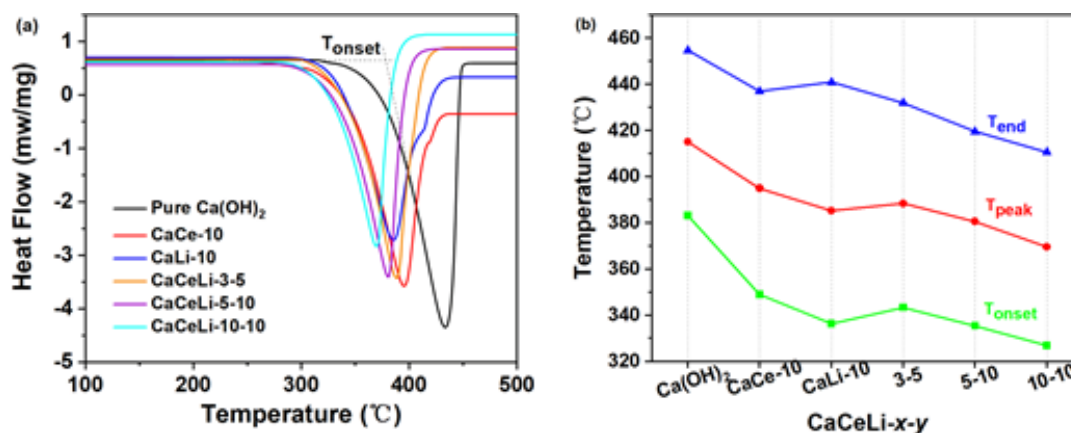 (a)
Heat Flow (mw/mg)
1
0
-1
-2
-3
-4
-5
Tonset
Pure Ca(OH)2
CaCe-10
CaLi-10
CaCeLi-3-5
CaCeLi-5-10
CaCeLi-10-10
100
200
300
400
500
Temperature (℃)
(b)
Temperature (℃)
460
440
420
400
380
360
340
320
Tend
Tpeak
Tonset
Ca(OH)2
CaCe-10
CaLi-10
3-5
5-10
10-10
CaCeLi-x-y